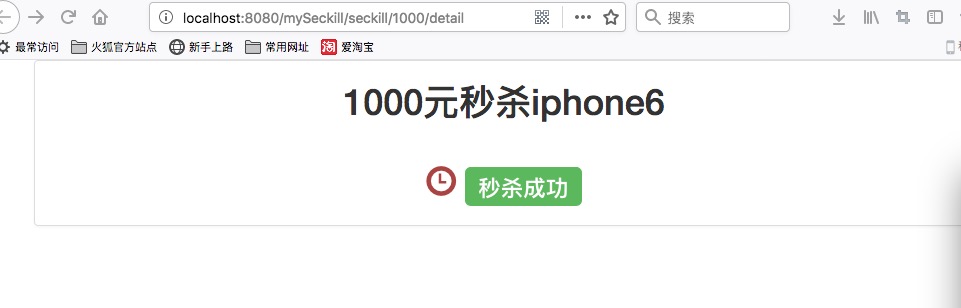 localhost:8080/mySeckill/seckill/1000/detail
搜索
最常访问 火狐官方站点 新手上路 常用网址 淘 爱淘宝
1000元秒杀iphone6
秒杀成功